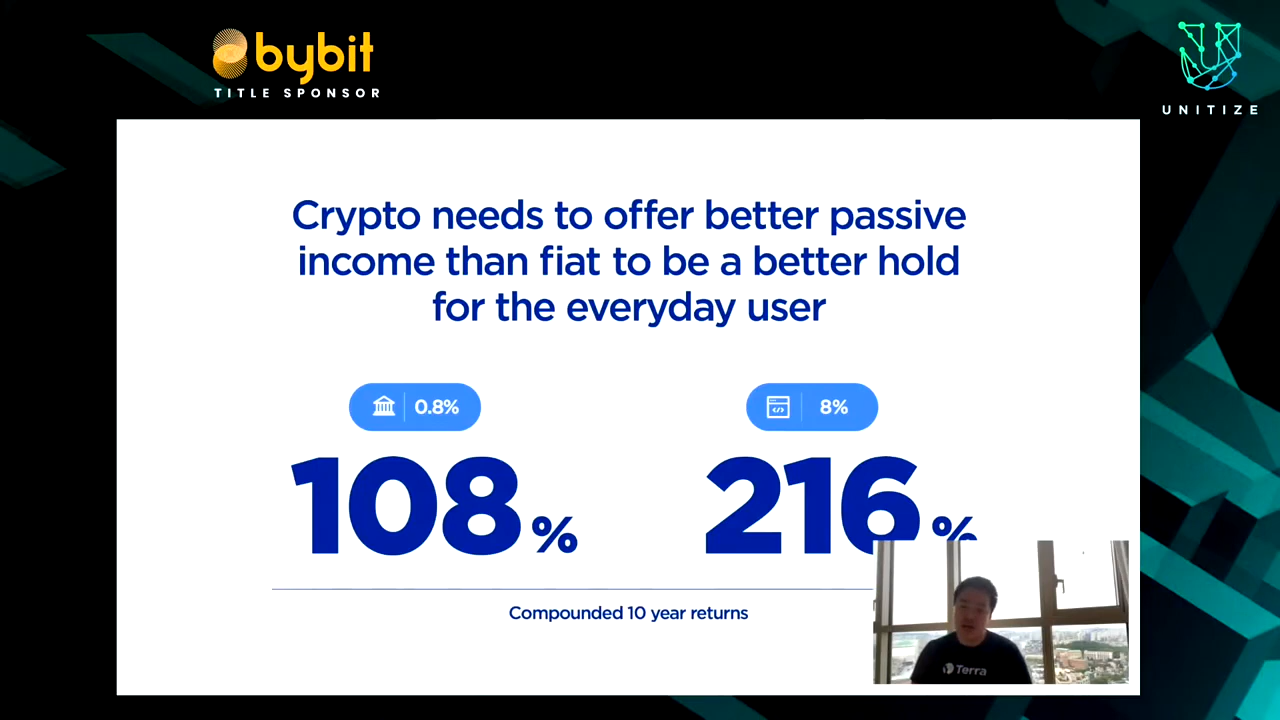 bybit
TITLE SPONSOR
UNITIZE
Crypto needs to offer better passive
income than fiat to be a better hold
for the everyday user
0.8%
8%
108%
216%
Compounded 10 year returns
Terra